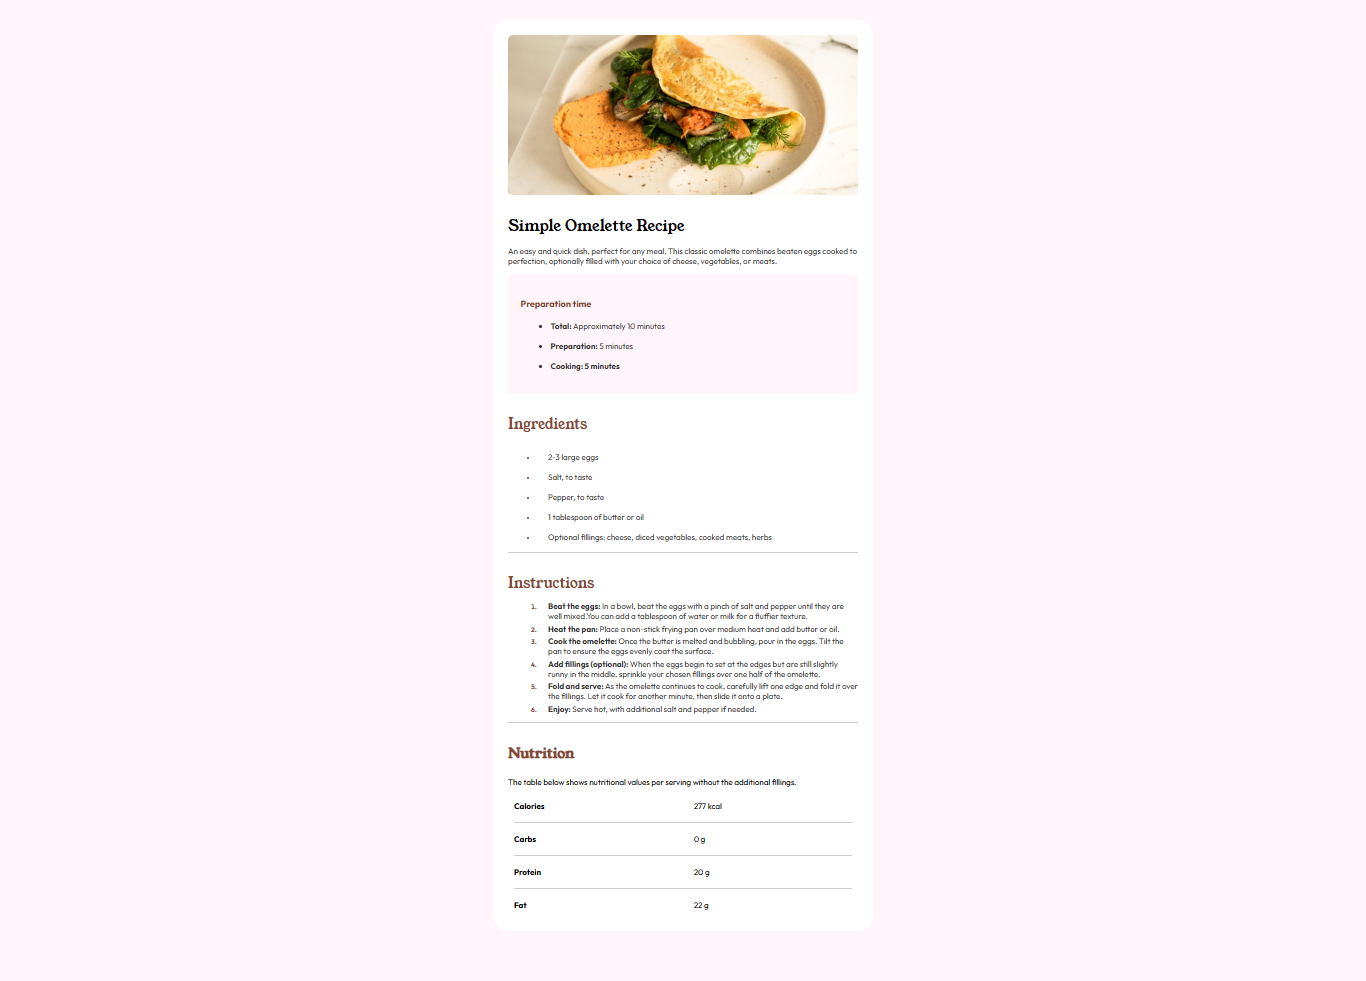 Simple Omelette Recipe
An easy and quick dish, perfect for any meal. This classic omelette combines beaten eggs cooked to
perfection, optionally filled with your choice of cheese, vegetables, or meats.
Preparation time
• Total: Approximately 10 minutes
• Preparation: 5 minutes
• Cooking: 5 minutes
Ingredients
• 2-3 large eggs
• Salt, to taste
• Pepper, to taste
• 1 tablespoon of butter or oil
• Optional fillings: cheese, diced vegetables, cooked meats, herbs
Instructions
1. Beat the eggs: In a bowl, beat the eggs with a pinch of salt and pepper until they are
well mixed.You can add a tablespoon of water or milk for a fluffier texture.
2. Heat the pan: Place a non-stick frying pan over medium heat and add butter or oil.
3. Cook the omelette: Once the butter is melted and bubbling, pour in the eggs. Tilt the
pan to ensure the eggs evenly coat the surface.
4. Add fillings (optional): When the eggs begin to set at the edges but are still slightly
runny in the middle, sprinkle your chosen fillings over one half of the omelette.
5. Fold and serve: As the omelette continues to cook, carefully lift one edge and fold it over
the fillings. Let it cook for another minute, then slide it onto a plate.
6. Enjoy: Serve hot, with additional salt and pepper if needed.
Nutrition
The table below shows nutritional values per serving without the additional fillings.
Calories 277 kcal
Carbs 0 g
Protein 20 g
Fat 22 g